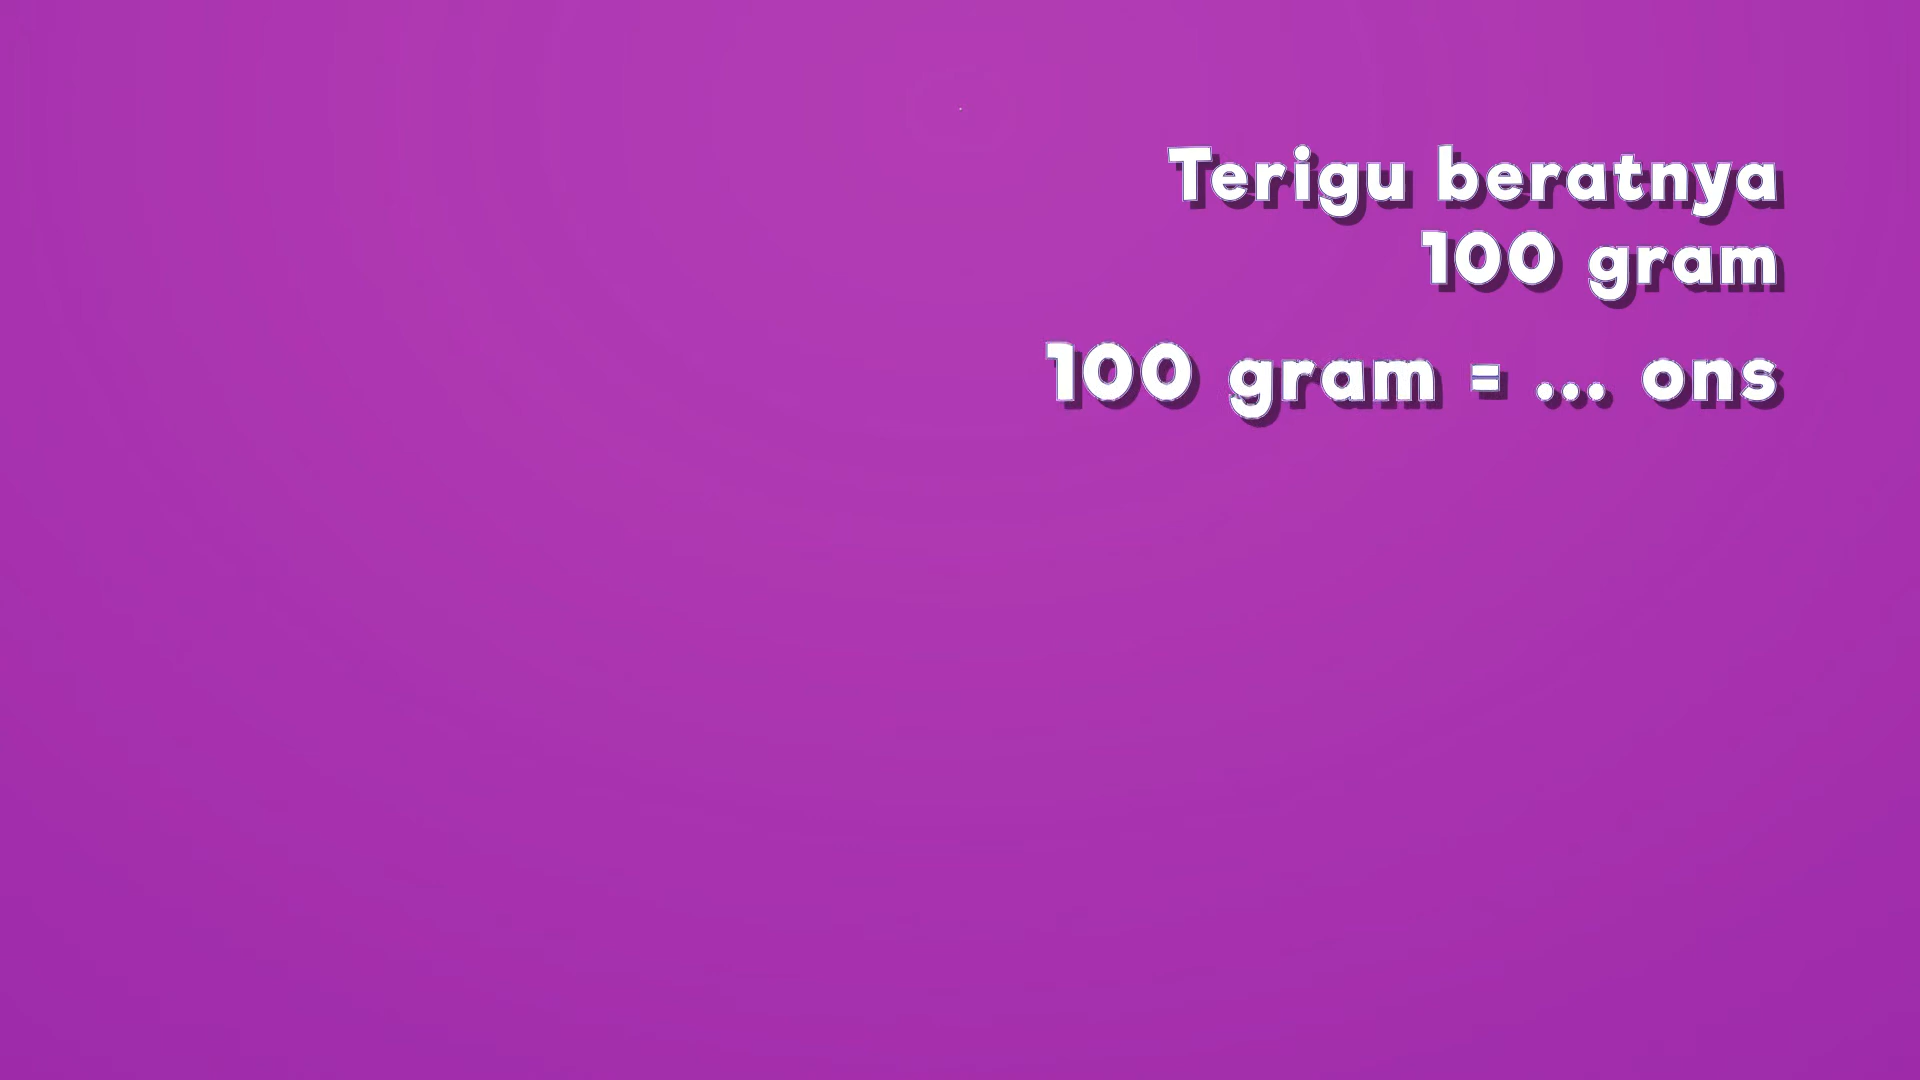 Terigu beratnya
100 gram
100 gram = ... ons